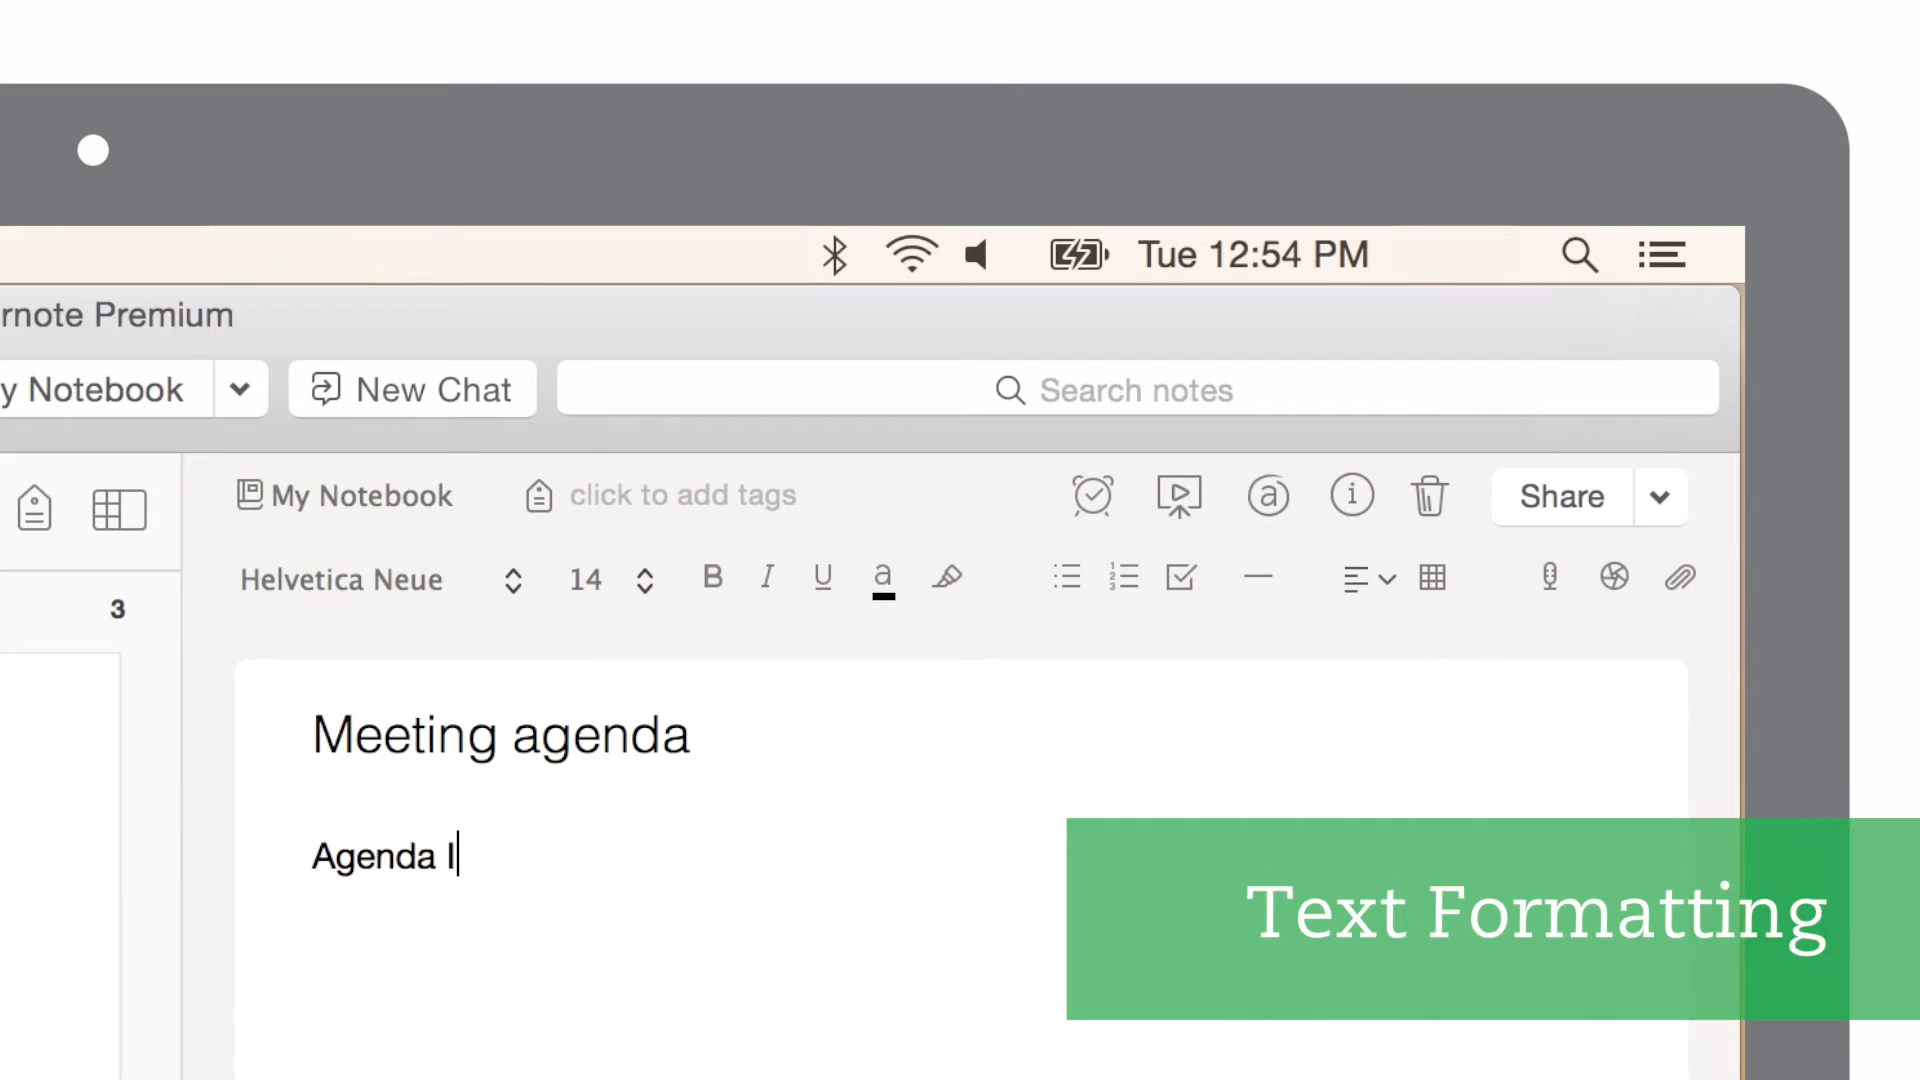 Tue 12:54 PM
rnote Premium
y Notebook
New Chat
Search notes
My Notebook
click to add tags
Share
Helvetica Neue
14
B I U a
3
Meeting agenda
Agenda I
Text Formatting